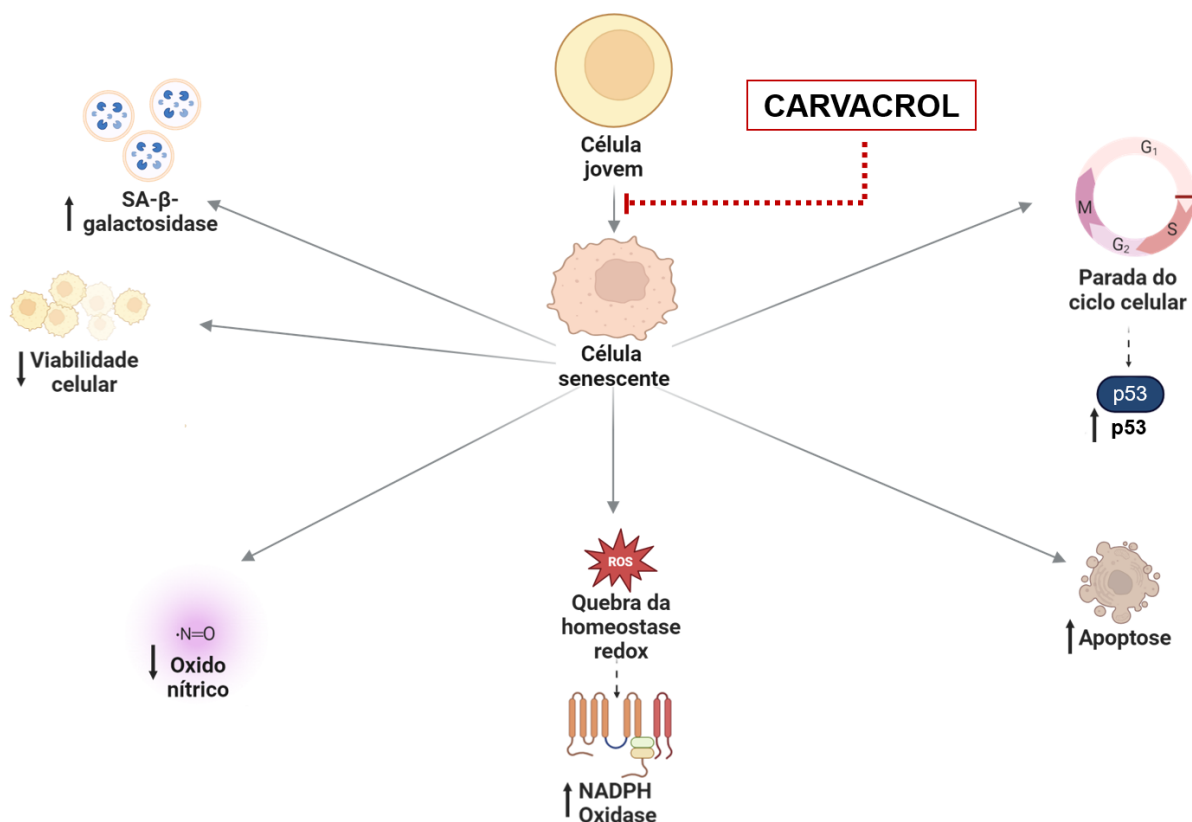 CARVACROL
Célula
jovem
SA-β-
galactosidase
G₁
M
S
G₂
Parada do
ciclo celular
Viabilidade
celular
Célula
senescente
p53
p53
ROS
Quebra da
homeostase
redox
·N=O
Oxido
nítrico
Apoptose
NADPH
Oxidase